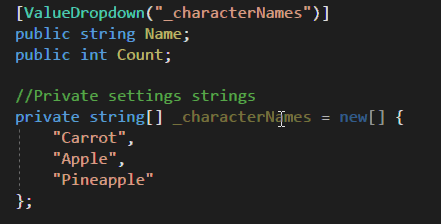 [ValueDropdown("_characterNames")]
public string Name;
public int Count;
//Private settings strings
private string[] _characterNames = new[] {
"Carrot",
"Apple",
"Pineapple"
};